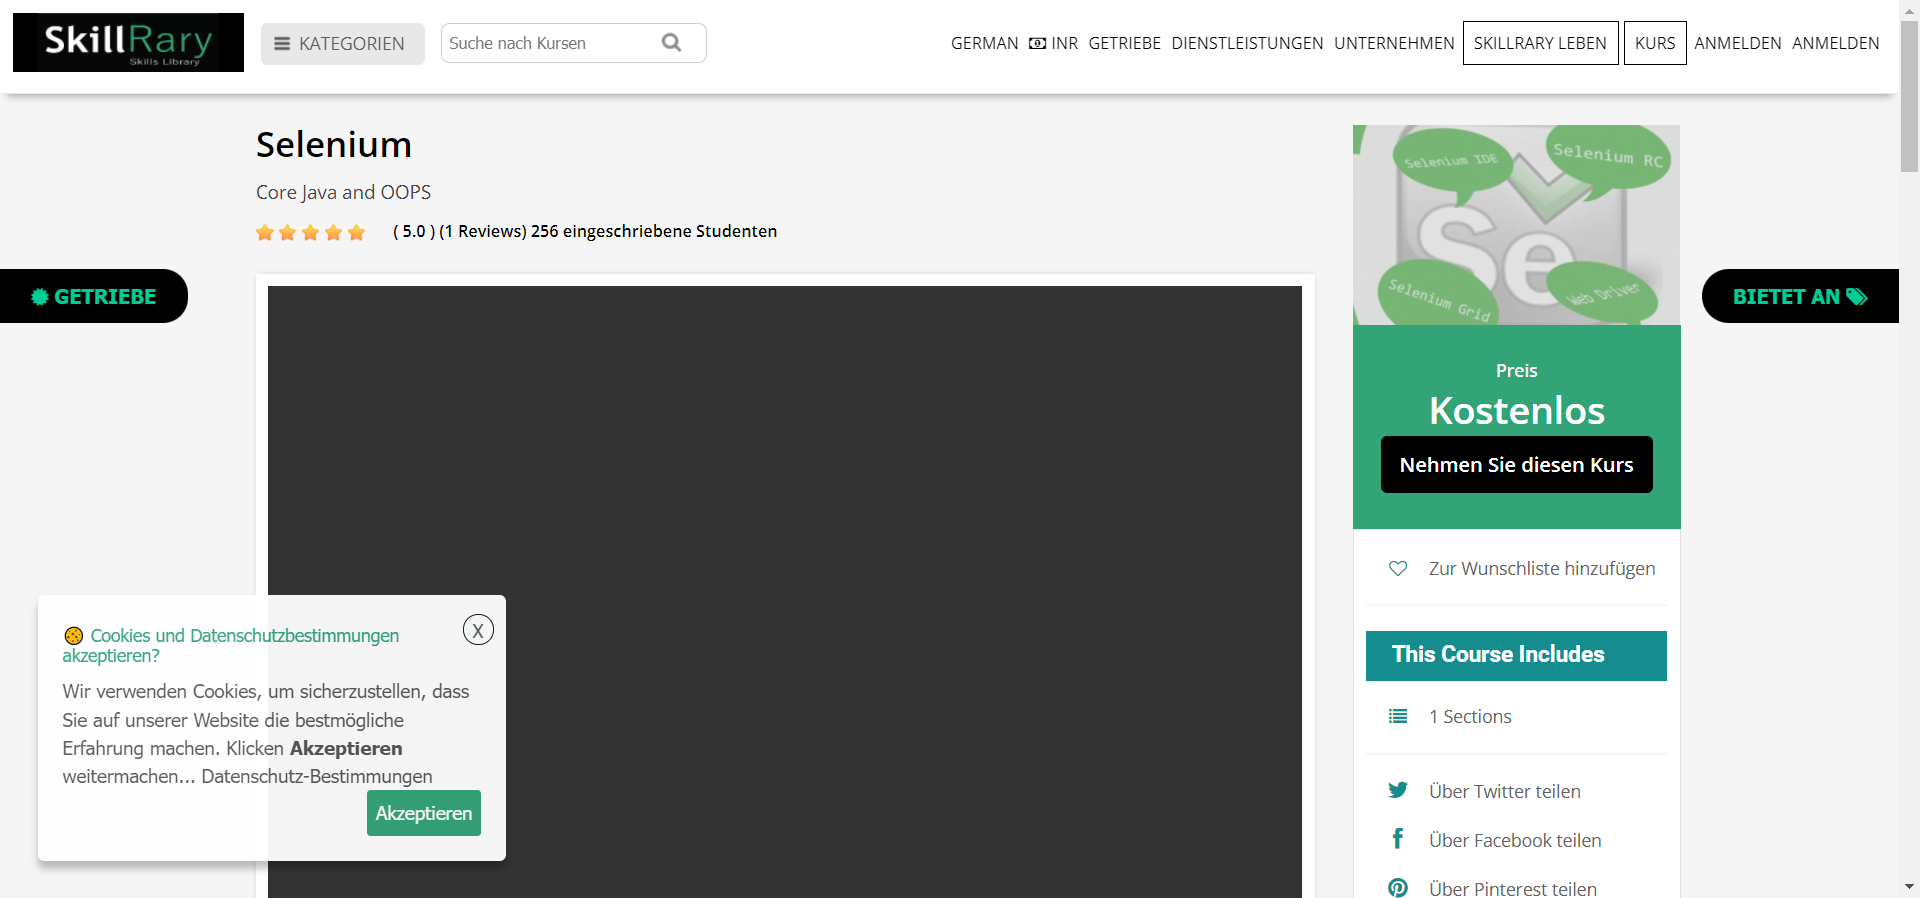 SkillRary
Skills Library
KATEGORIEN
Suche nach Kursen
GERMAN INR GETRIEBE DIENSTLEISTUNGEN UNTERNEHMEN SKILLRARY LEBEN KURS ANMELDEN ANMELDEN
Selenium
Core Java and OOPS
( 5.0 ) (1 Reviews) 256 eingeschriebene Studenten
GETRIEBE
BIETET AN
Selenium IDE
Selenium RC
Se
Selenium Grid
Web Driver
Preis
Kostenlos
Nehmen Sie diesen Kurs
Zur Wunschliste hinzufügen
This Course Includes
1 Sections
Über Twitter teilen
Über Facebook teilen
Über Pinterest teilen
Cookies und Datenschutzbestimmungen
akzeptieren?
X
Wir verwenden Cookies, um sicherzustellen, dass
Sie auf unserer Website die bestmögliche
Erfahrung machen. Klicken Akzeptieren
weitermachen... Datenschutz-Bestimmungen
Akzeptieren